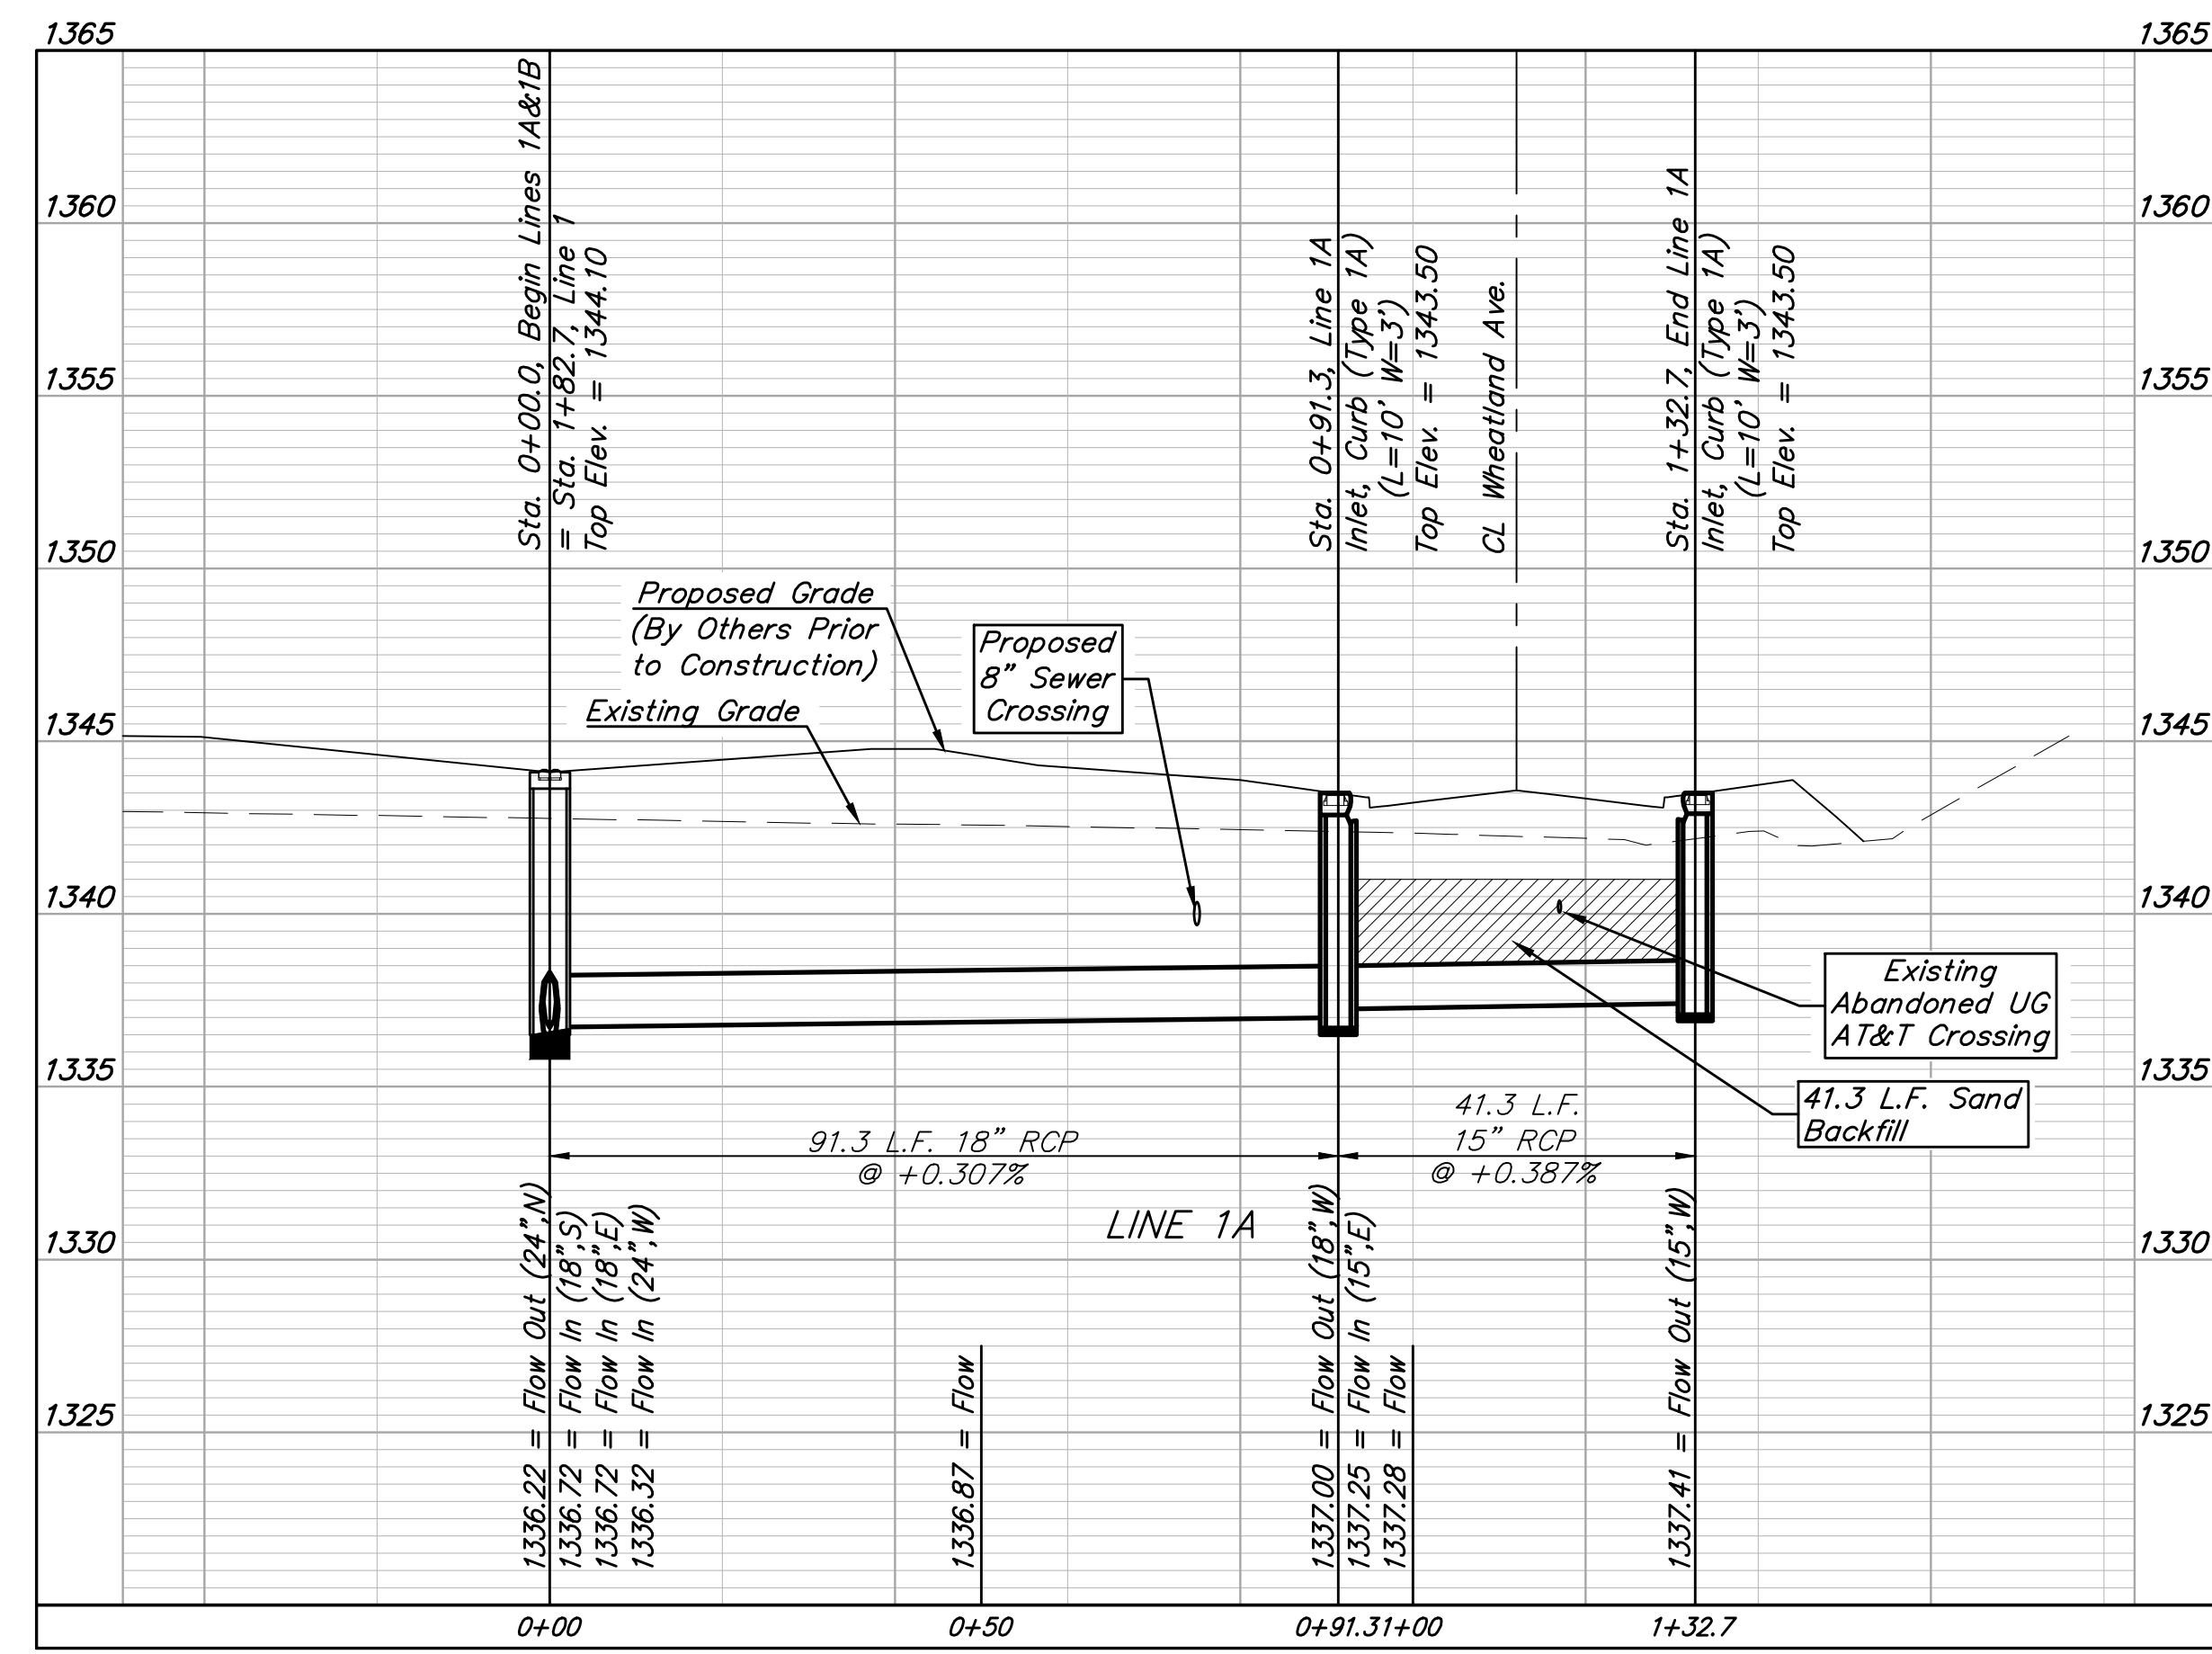 1365
1365
1360
1360
1355
1355
1350
1350
1345
1345
1340
1340
1335
1335
1330
1330
1325
1325
Sta. 0+00.0, Begin Lines 1A&1B
= Sta. 1+82.7, Line 1
Top Elev. = 1344.10
Sta. 0+91.3, Line 1A
Inlet, Curb (Type 1A)
(L=10' W=3')
Top Elev. = 1343.50
CL Wheatland Ave.
Sta. 1+32.7, End Line 1A
Inlet, Curb (Type 1A)
(L=10' W=3')
Top Elev. = 1343.50
Proposed Grade
(By Others Prior
to Construction)
Existing Grade
Proposed
8" Sewer
Crossing
Existing
Abandoned UG
AT&T Crossing
41.3 L.F. Sand
Backfill
91.3 L.F. 18" RCP
@ +0.307%
41.3 L.F.
15" RCP
@ +0.387%
LINE 1A
1336.22 = Flow Out (24",N)
1336.72 = Flow In (18",S)
1336.72 = Flow In (18",E)
1336.32 = Flow In (24",W)
1336.87 = Flow
1337.00 = Flow Out (18",W)
1337.25 = Flow In (15",E)
1337.28 = Flow
1337.41 = Flow Out (15",W)
0+00
0+50
0+91.31+00
1+32.7